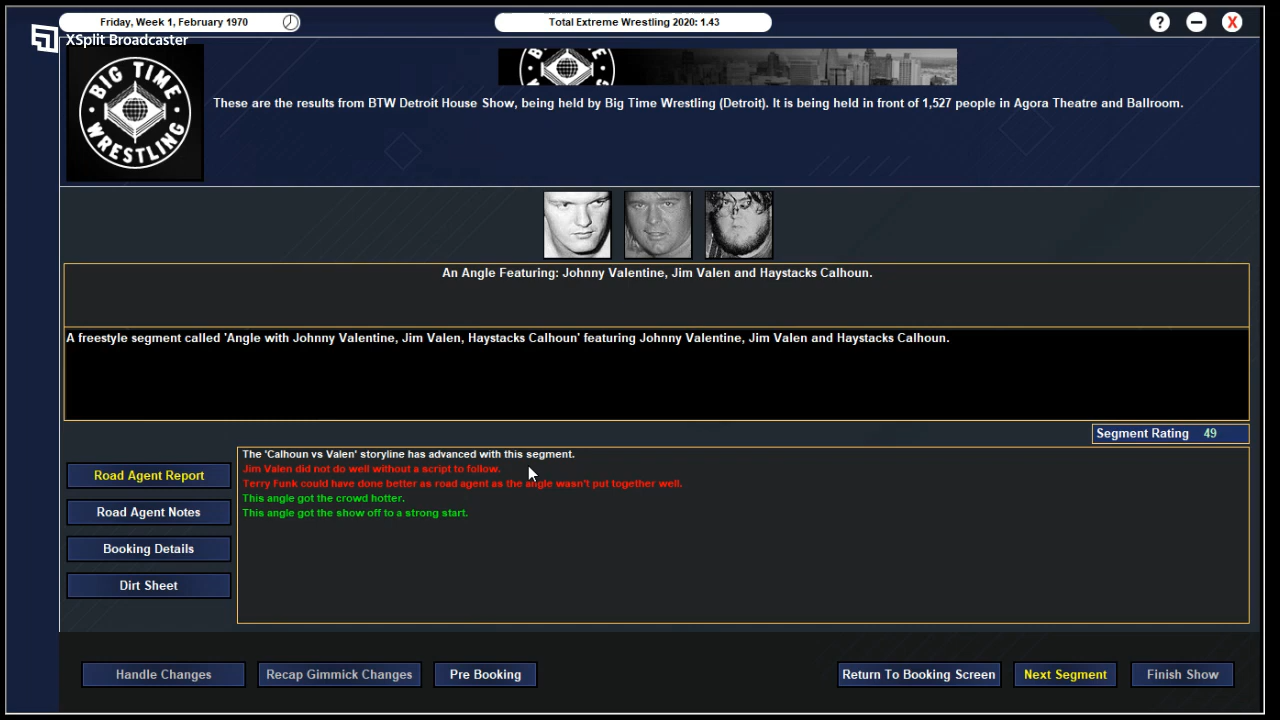 Friday, Week 1, February 1970
Total Extreme Wrestling 2020: 1.43
?
X
XSplit Broadcaster
BIG TIME
WRESTLING
These are the results from BTW Detroit House Show, being held by Big Time Wrestling (Detroit). It is being held in front of 1,527 people in Agora Theatre and Ballroom.
An Angle Featuring: Johnny Valentine, Jim Valen and Haystacks Calhoun.
A freestyle segment called 'Angle with Johnny Valentine, Jim Valen, Haystacks Calhoun' featuring Johnny Valentine, Jim Valen and Haystacks Calhoun.
Segment Rating 49
The 'Calhoun vs Valen' storyline has advanced with this segment.
Jim Valen did not do well without a script to follow.
Terry Funk could have done better as road agent as the angle wasn't put together well.
This angle got the crowd hotter.
This angle got the show off to a strong start.
Road Agent Report
Road Agent Notes
Booking Details
Dirt Sheet
Handle Changes
Recap Gimmick Changes
Pre Booking
Return To Booking Screen
Next Segment
Finish Show